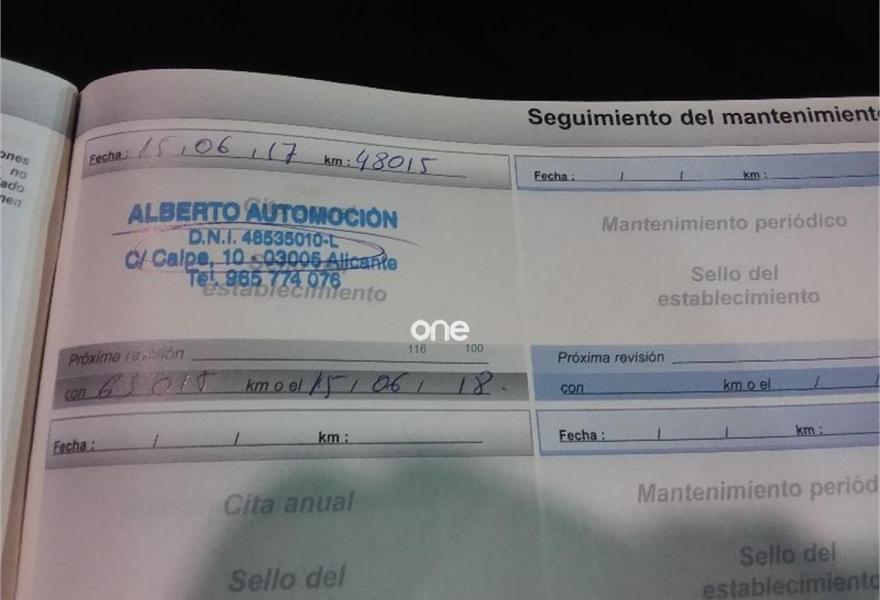 ones
no
ado
nen
Seguimiento del mantenimient
Fecha : 15 / 06 / 17 km : 48015
Cita
ALBERTO AUTOMOCIÓN
D.N.I. 48535010-L
C/ Calpe, 10 - 03005 Alicante
Tel. 965 774 076
establecimiento
Próxima revisión
116 100
con 63015 km o el 15 / 06 / 18.
Fecha : / / km :
Cita anual
Sello del
Fecha : / / km :
Mantenimiento periódico
Sello del
establecimiento
Próxima revisión
con km o el / /
Fecha : / / km :
Mantenimiento periód
Sello del
establecimiento
one